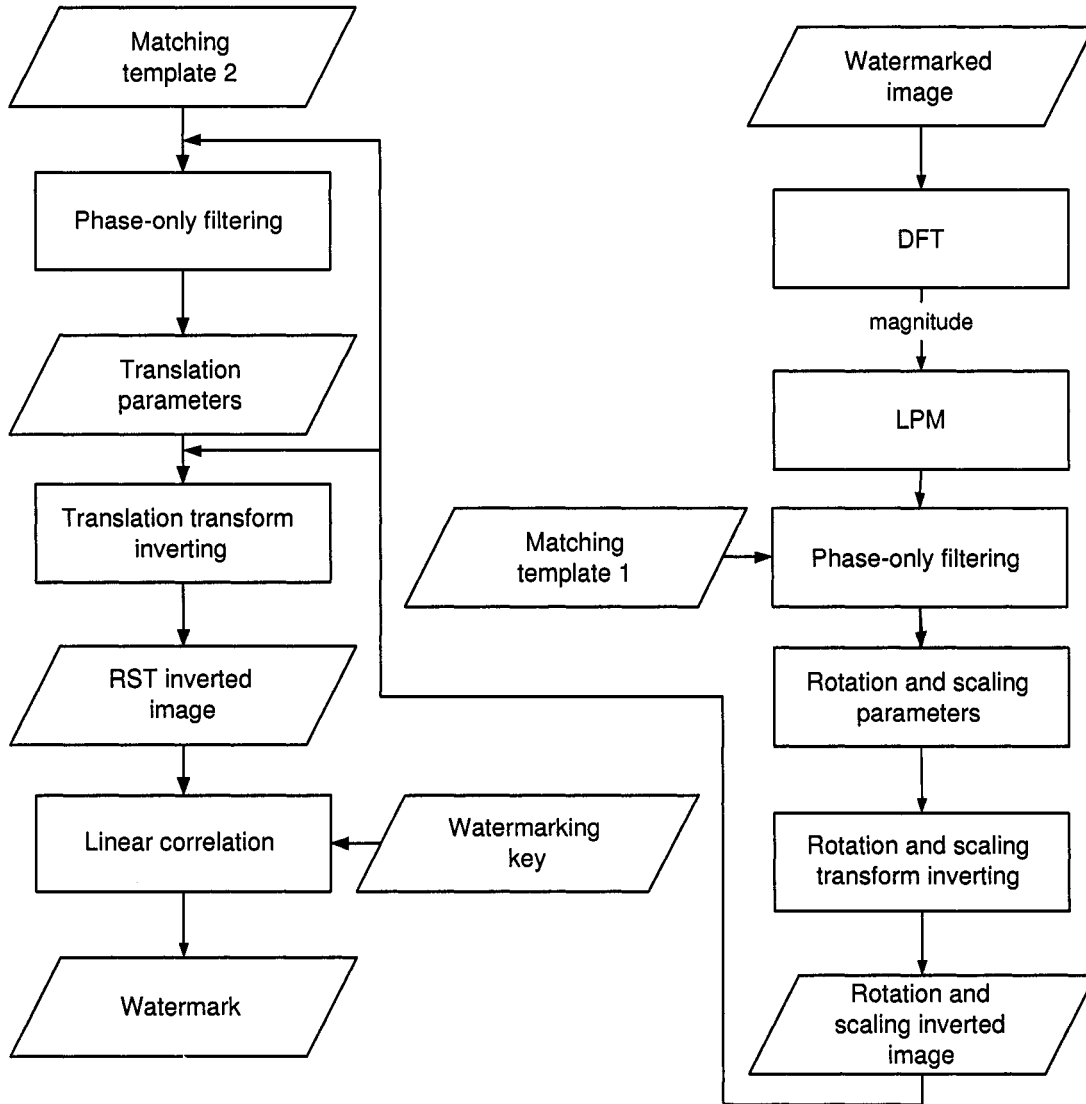 Matching
template 2
Phase-only filtering
Translation
parameters
Translation transform
inverting
RST inverted
image
Linear correlation
Watermarking
key
Watermark
Watermarked
image
DFT
magnitude
LPM
Matching
template 1
Phase-only filtering
Rotation and scaling
parameters
Rotation and scaling
transform inverting
Rotation and
scaling inverted
image